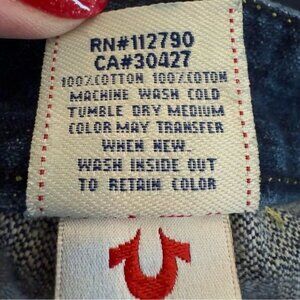 RN#112790
CA#30427
100%COTTON 100%COTON
MACHINE WASH COLD
TUMBLE DRY MEDIUM
COLOR MAY TRANSFER
WHEN NEW.
WASH INSIDE OUT
TO RETAIN COLOR